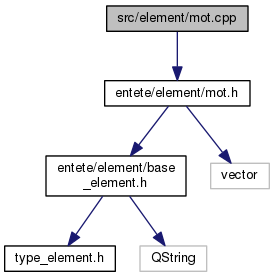 src/element/mot.cpp
entete/element/mot.h
entete/element/base
_element.h
vector
type_element.h
QString